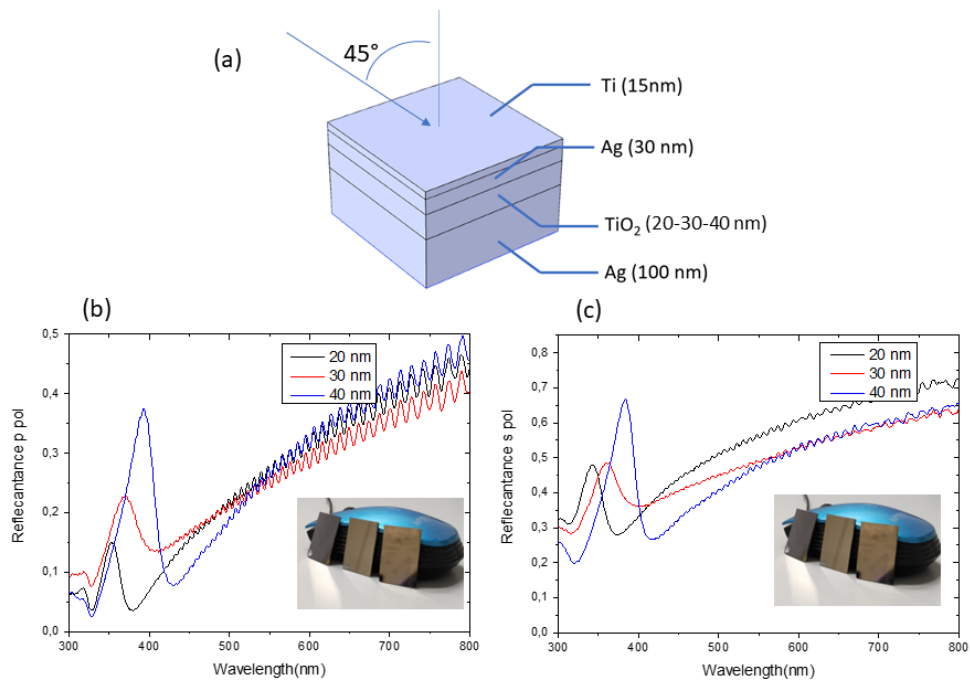 (a)
45°
Ti (15nm)
Ag (30 nm)
TiO₂ (20-30-40 nm)
Ag (100 nm)
(b)
(c)
Reflecantance p pol
0,5
0,4
0,3
0,2
0,1
0,0
20 nm
30 nm
40 nm
300 400 500 600 700 800
Wavelength(nm)
Reflecantance s pol
0,8
0,7
0,6
0,5
0,4
0,3
0,2
0,1
0,0
20 nm
30 nm
40 nm
300 400 500 600 700 800
Wavelength(nm)